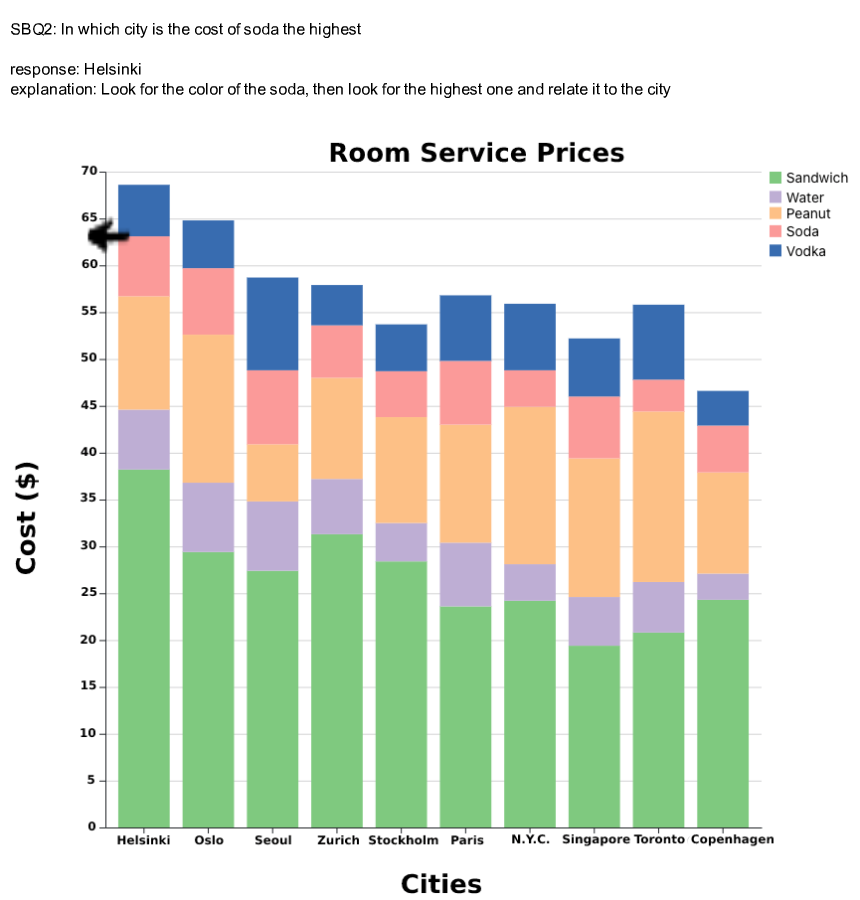 SBQ2: In which city is the cost of soda the highest
response: Helsinki
explanation: Look for the color of the soda, then look for the highest one and relate it to the city
Room Service Prices
Sandwich
Water
Peanut
Soda
Vodka
70
65
60
55
50
45
40
35
30
25
20
15
10
5
0
Cost ($)
Helsinki Oslo Seoul Zurich Stockholm Paris N.Y.C. Singapore Toronto Copenhagen
Cities